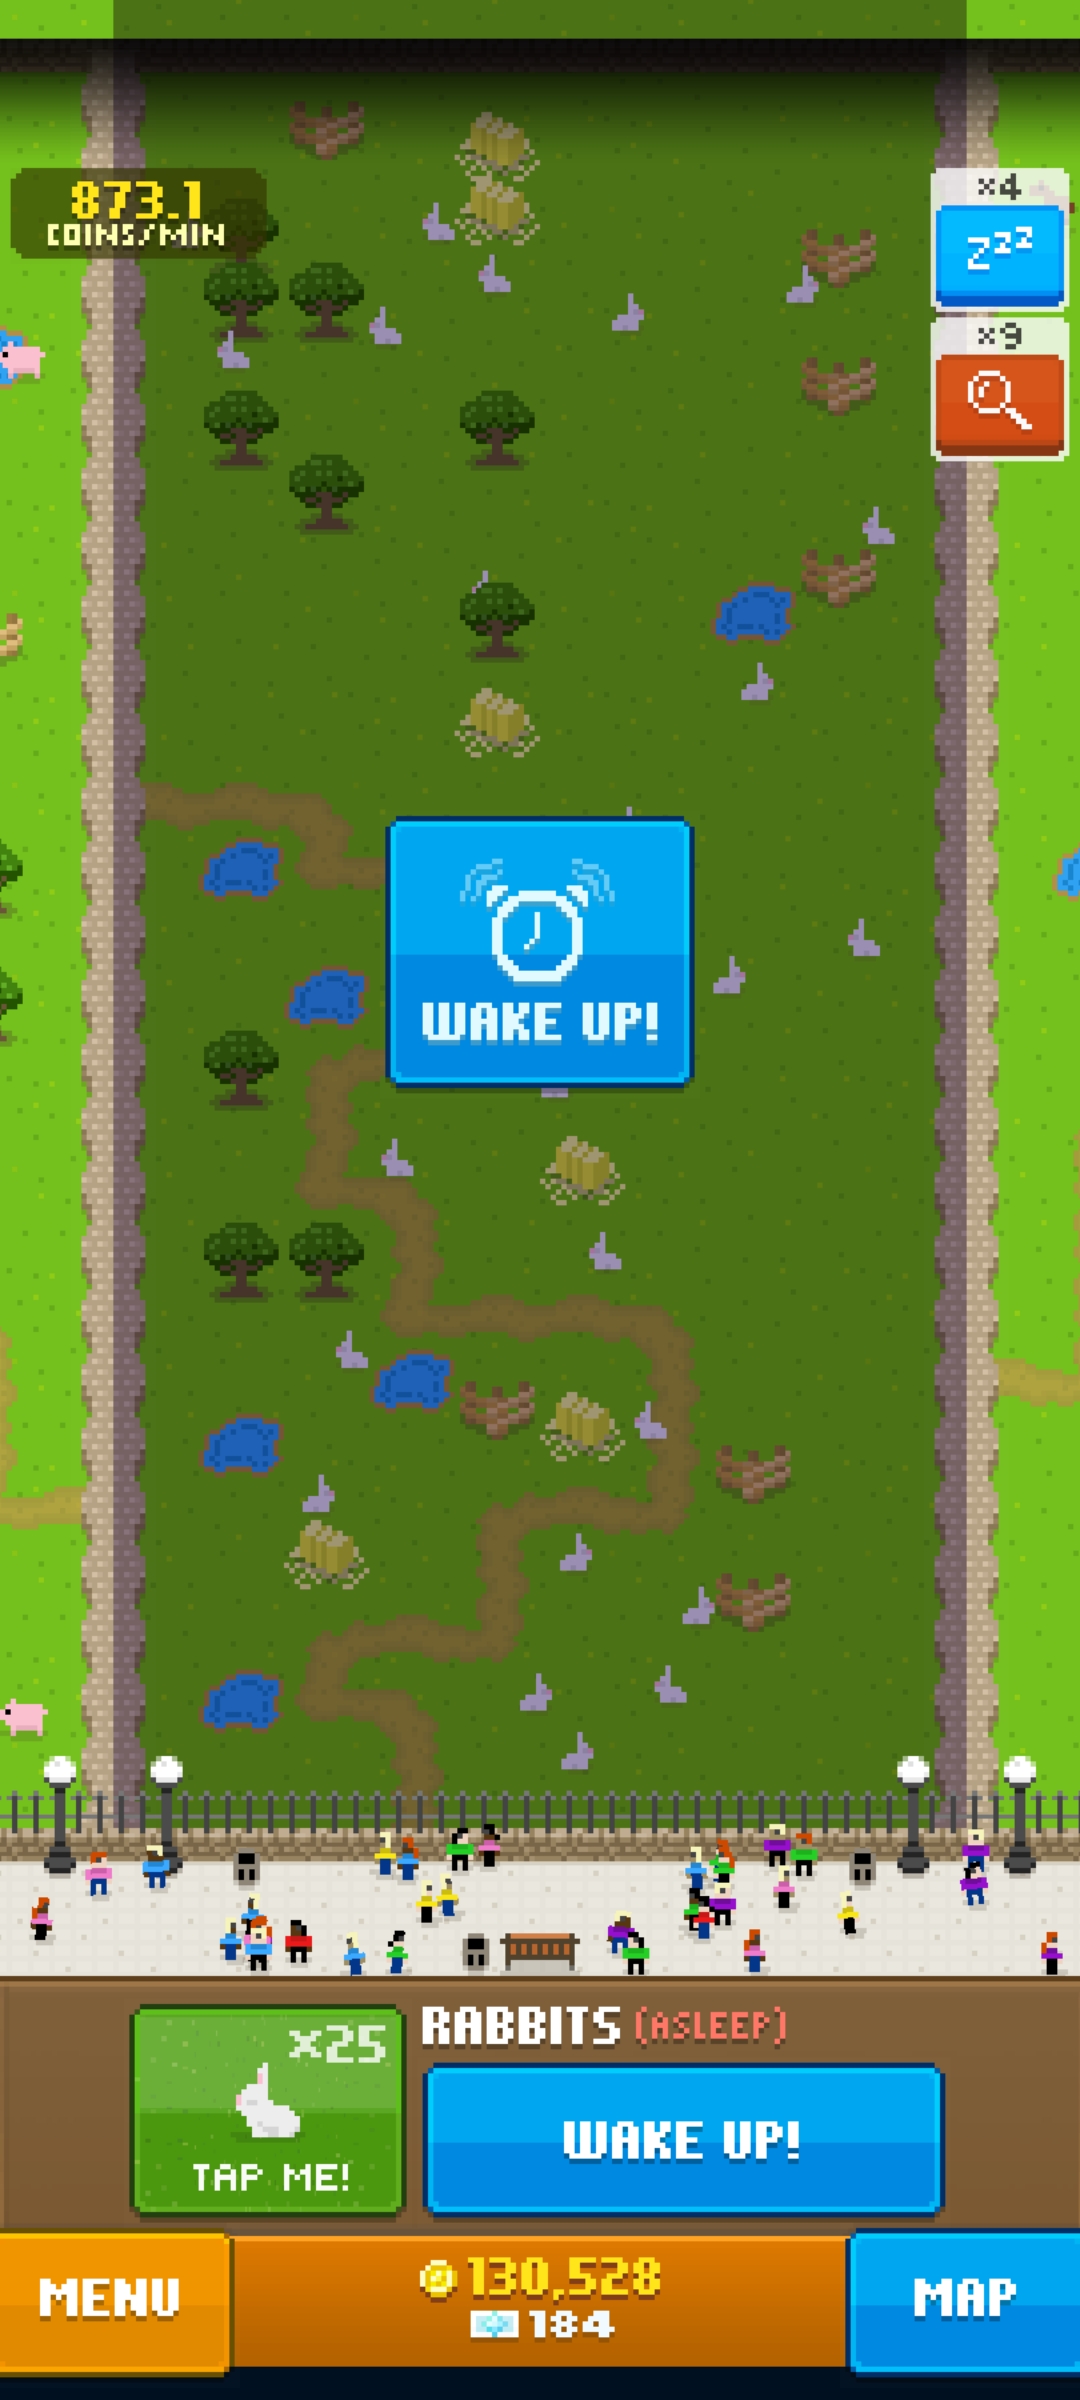 873.1
COINS/MIN
x4
zzzz
x9
WAKE UP!
x25
TAP ME!
RABBITS (ASLEEP)
WAKE UP!
MENU
130,528
184
MAP